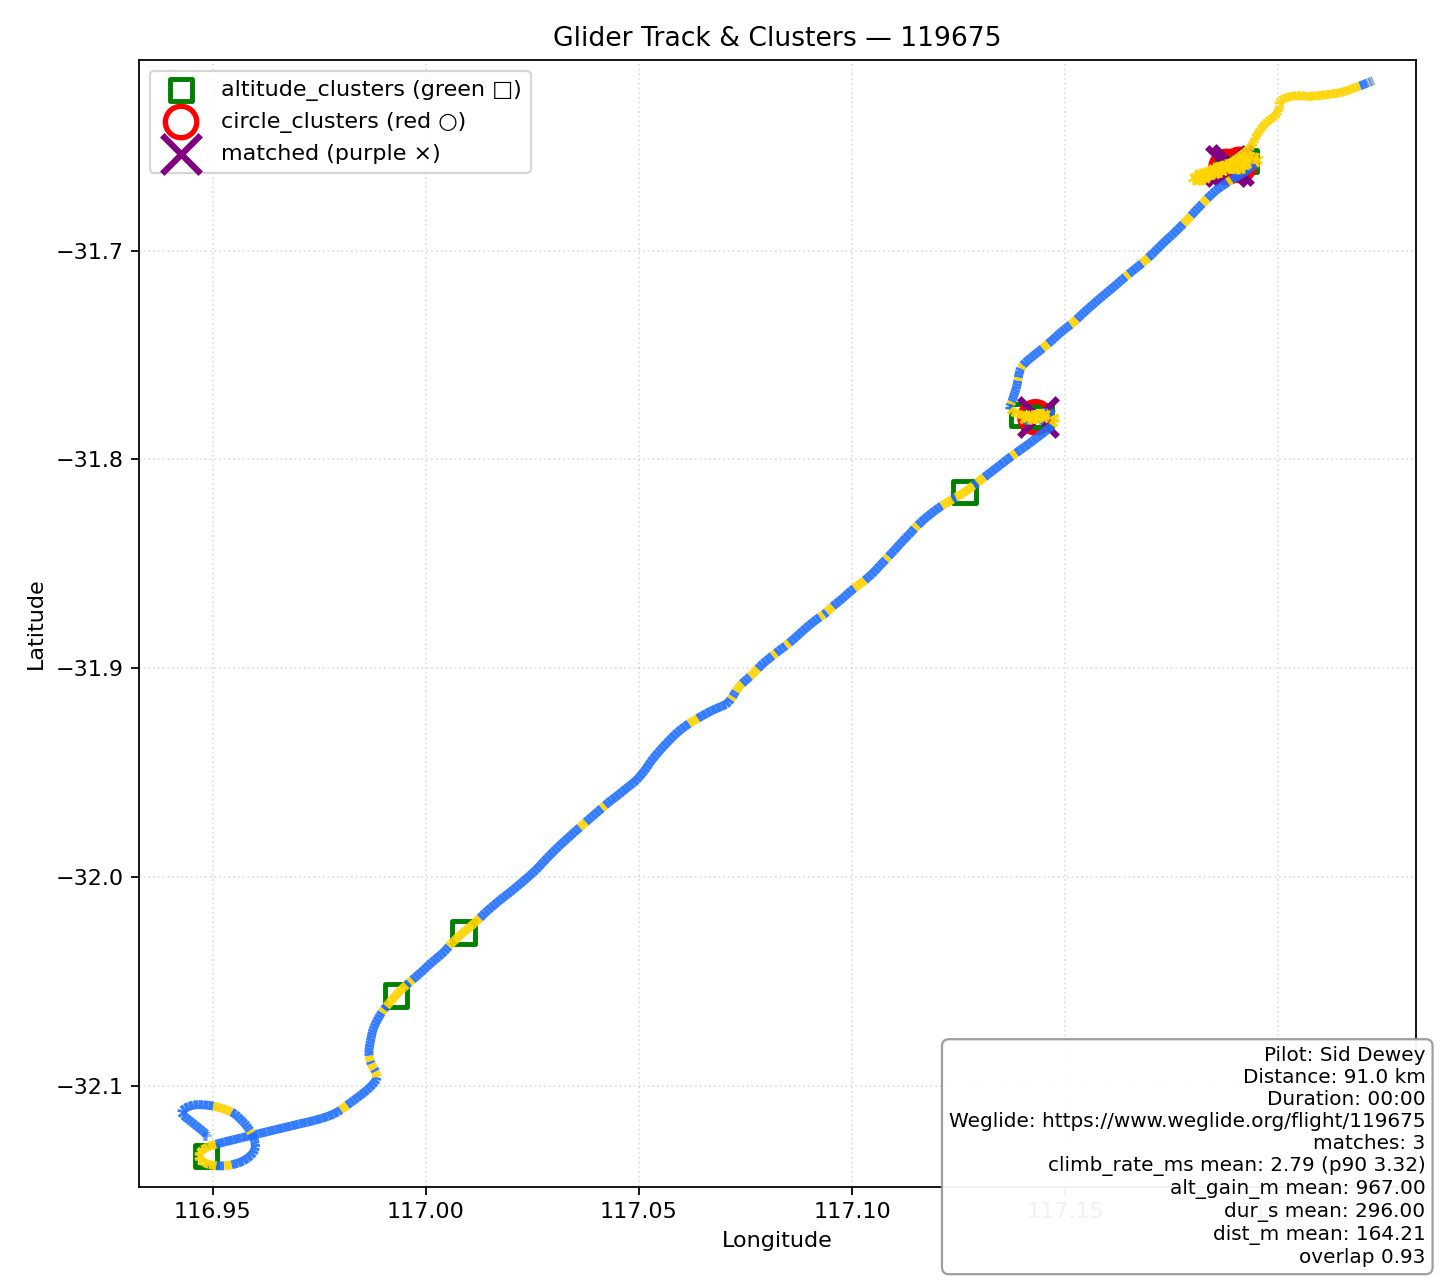 Glider Track & Clusters — 119675
altitude_clusters (green □)
circle_clusters (red ○)
matched (purple ×)
−31.7
−31.8
−31.9
−32.0
−32.1
Latitude
116.95
117.00
117.05
117.10
117.15
Longitude
Pilot: Sid Dewey
Distance: 91.0 km
Duration: 00:00
Weglide: https://www.weglide.org/flight/119675
matches: 3
climb_rate_ms mean: 2.79 (p90 3.32)
alt_gain_m mean: 967.00
dur_s mean: 296.00
dist_m mean: 164.21
overlap 0.93